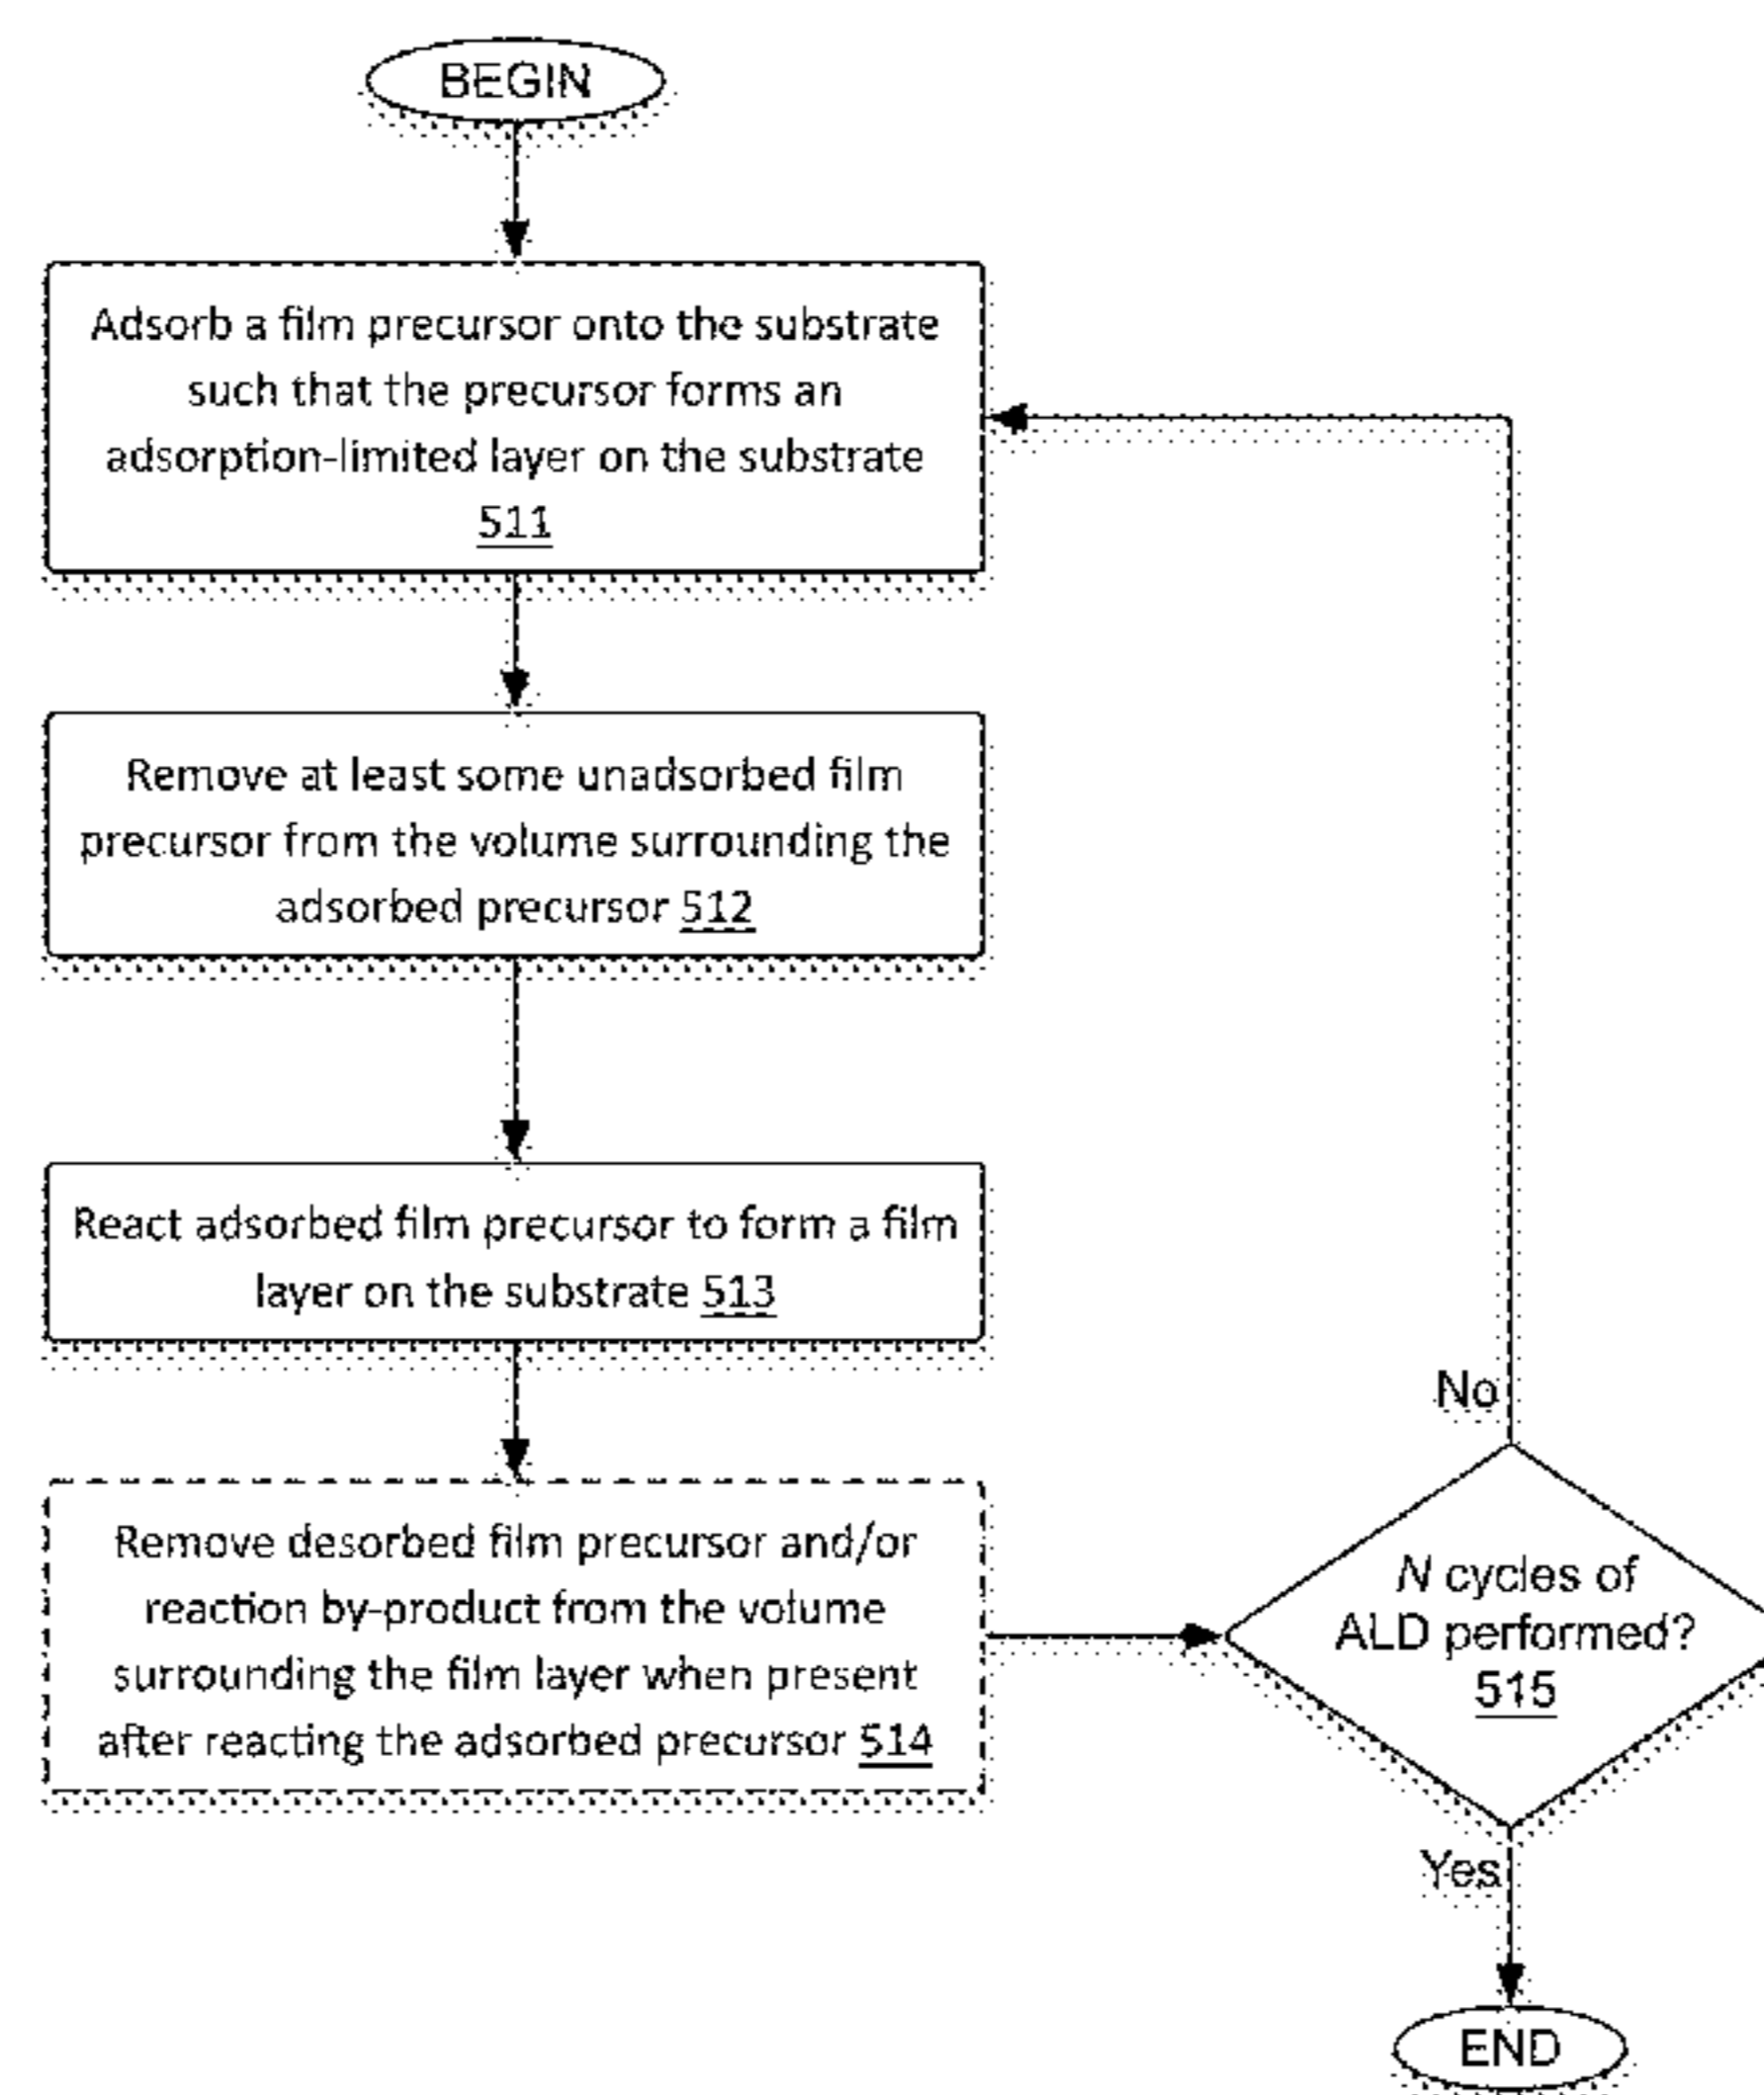 BEGIN
Adsorb a film precursor onto the substrate
such that the precursor forms an
adsorption-limited layer on the substrate
511
Remove at least some unadsorbed film
precursor from the volume surrounding the
adsorbed precursor 512
React adsorbed film precursor to form a film
layer on the substrate 513
Remove desorbed film precursor and/or
reaction by-product from the volume
surrounding the film layer when present
after reacting the adsorbed precursor 514
No
N cycles of
ALD performed?
515
Yes
END